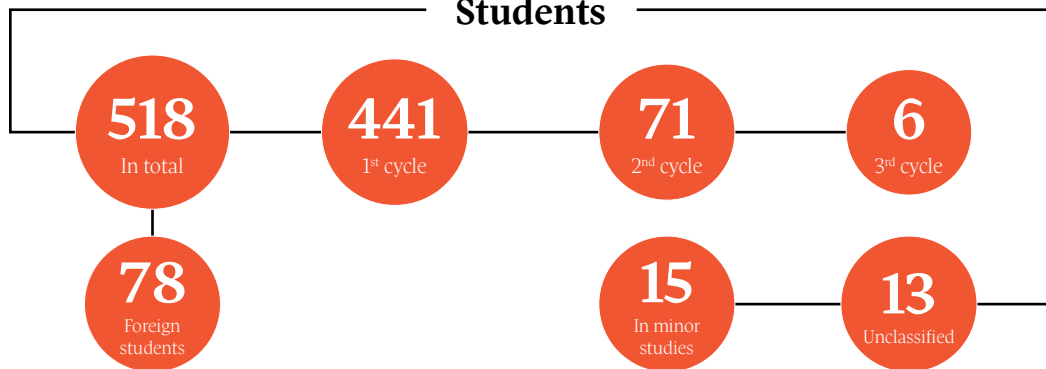 Students
518
In total
441
1st cycle
71
2nd cycle
6
3rd cycle
78
Foreign
students
15
In minor
studies
13
Unclassified